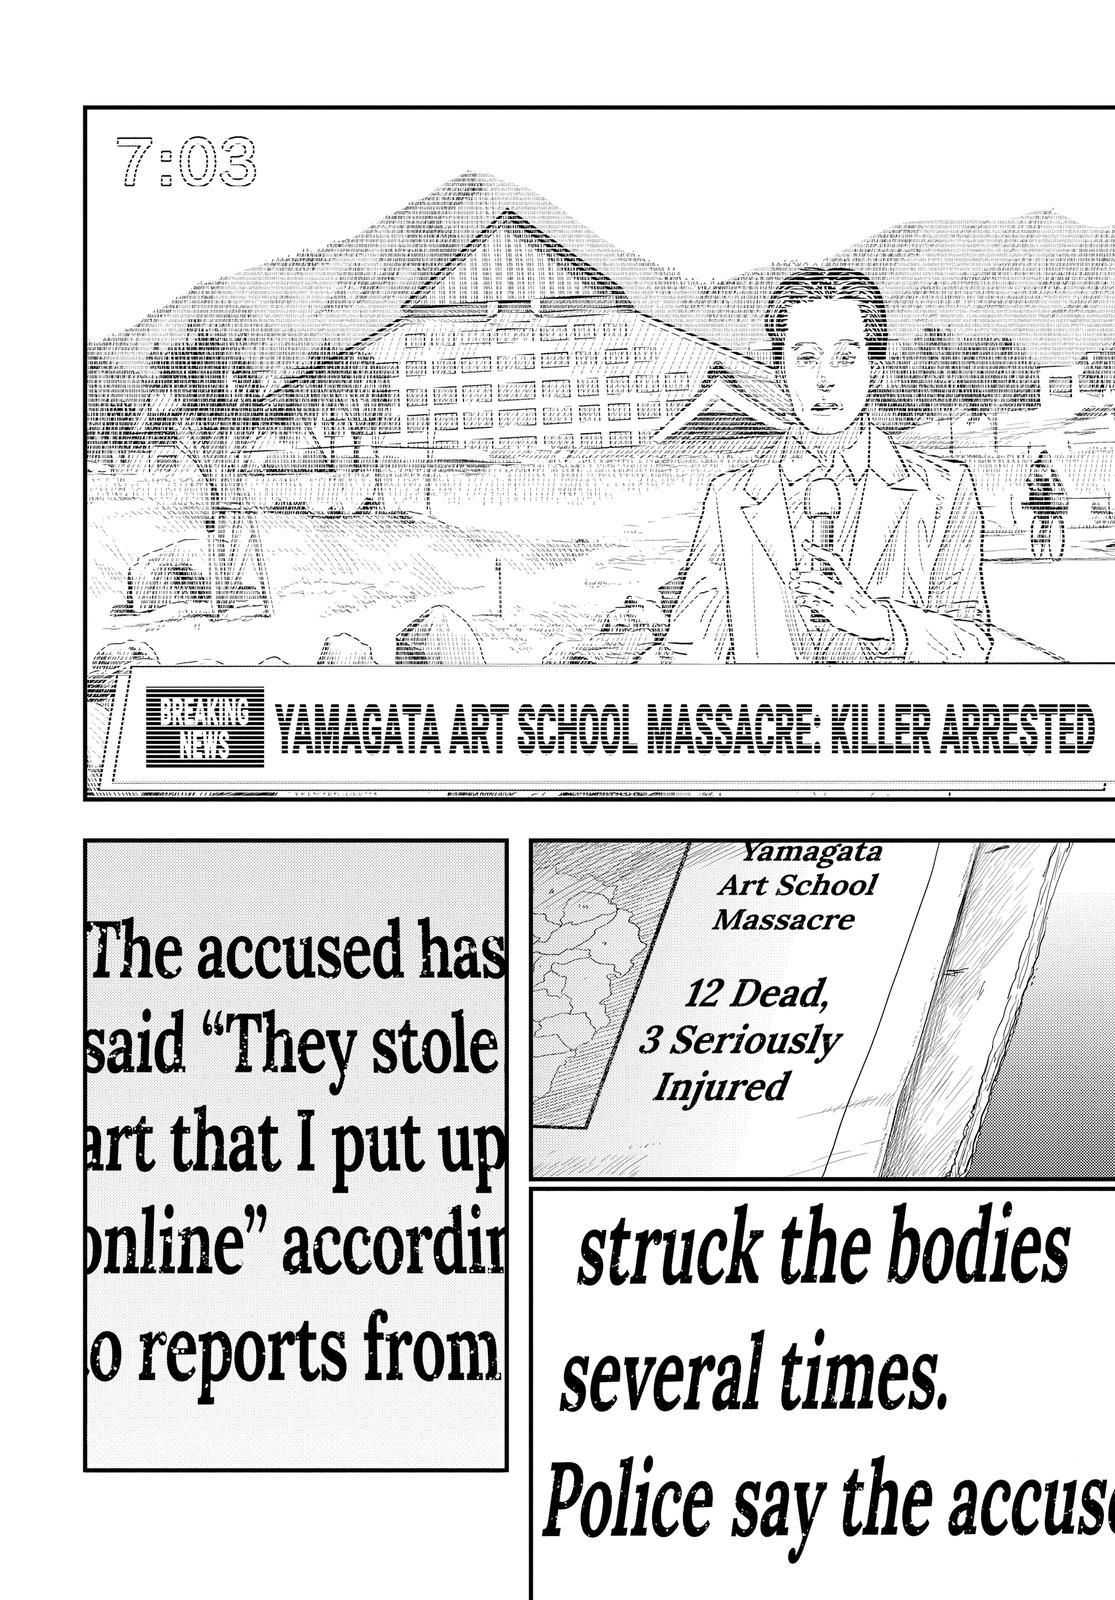 7:03
BREAKING
NEWS
YAMAGATA ART SCHOOL MASSACRE: KILLER ARRESTED
Yamagata
Art School
Massacre
12 Dead,
3 Seriously
Injured
The accused has
said “They stole
art that I put up
online” accordin
o reports from
struck the bodies
several times.
Police say the accuse